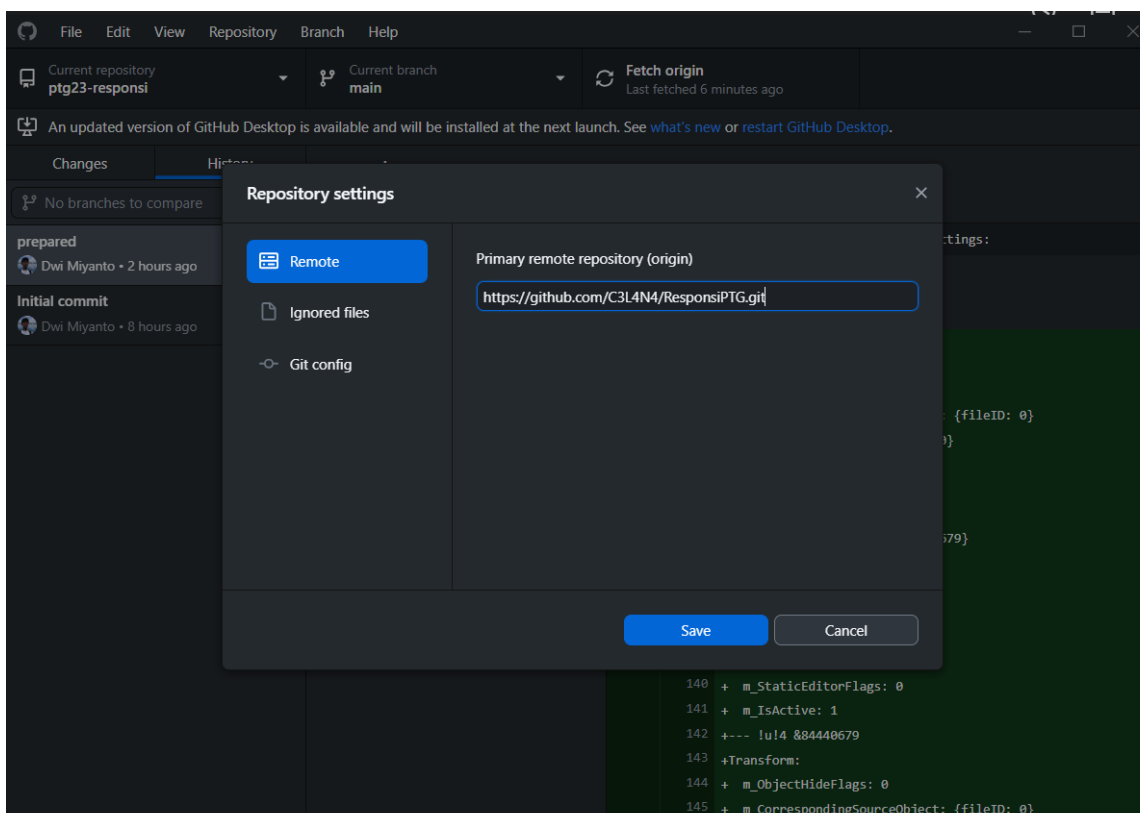 File Edit View Repository Branch Help
Current repository
ptg23-responsi
Current branch
main
Fetch origin
Last fetched 6 minutes ago
An updated version of GitHub Desktop is available and will be installed at the next launch. See what's new or restart GitHub Desktop.
Changes
History
No branches to compare
prepared
Dwi Miyanto • 2 hours ago
Initial commit
Dwi Miyanto • 8 hours ago
Repository settings
Remote
Ignored files
Git config
Primary remote repository (origin)
https://github.com/C3L4N4/ResponsiPTG.git
Save
Cancel
tings:
{fileID: 0}
0}
679}
140 + m_StaticEditorFlags: 0
141 + m_IsActive: 1
142 +--- !u!4 &84440679
143 +Transform:
144 + m_ObjectHideFlags: 0
145 + m_CorrespondingSourceObject: {fileID: 0}